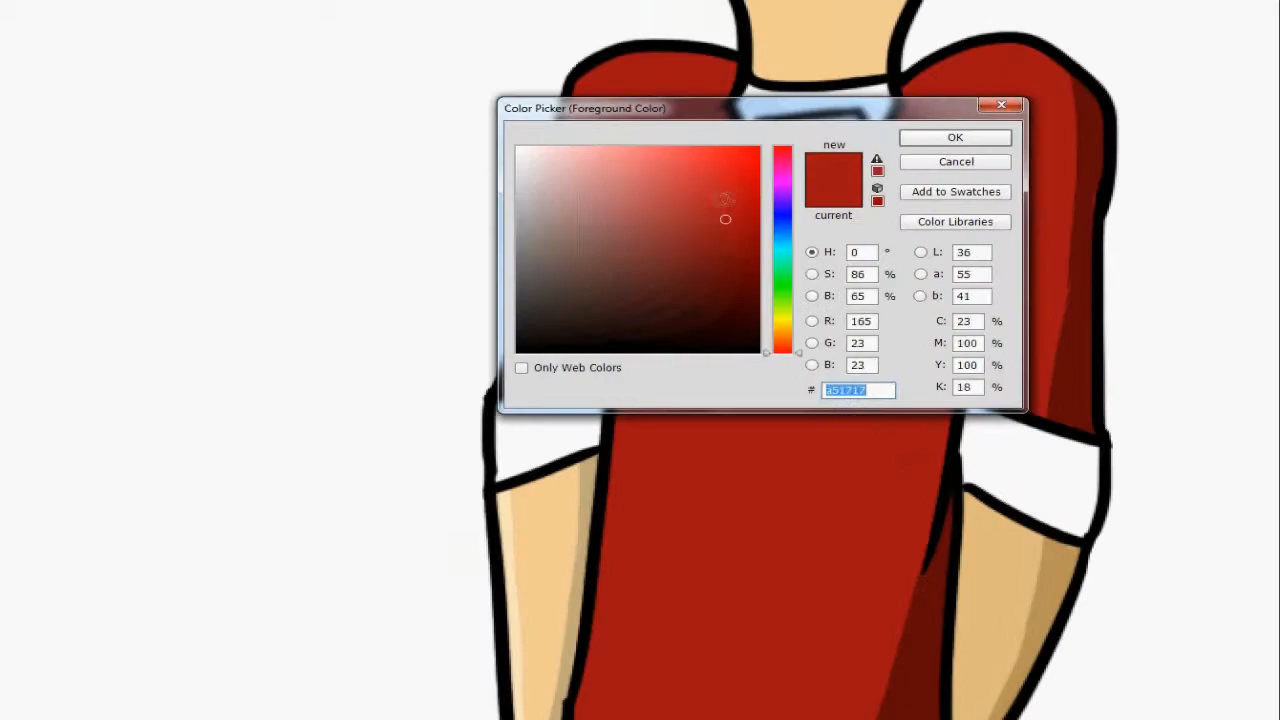 Color Picker (Foreground Color)
new
current
OK
Cancel
Add to Swatches
Color Libraries
H: 0 °
S: 86 %
B: 65 %
R: 165
G: 23
B: 23
# a51717
L: 36
a: 55
b: 41
C: 23 %
M: 100 %
Y: 100 %
K: 18 %
Only Web Colors